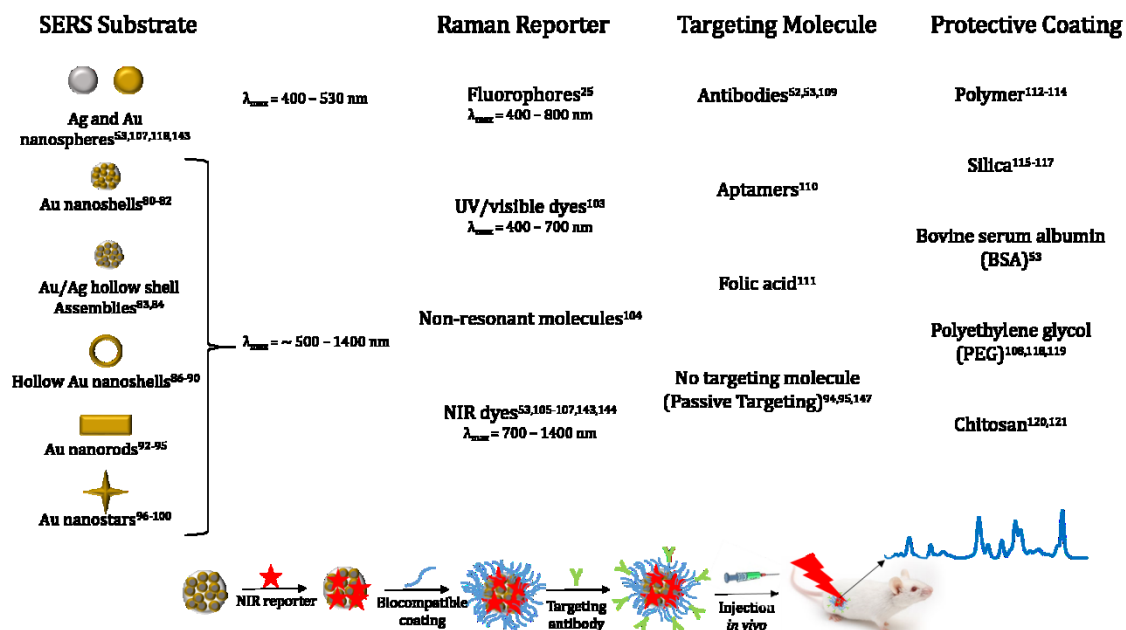 SERS Substrate
Ag and Au
nanospheres53,107,118,143
λmax = 400 – 530 nm
Au nanoshells80-82
Au/Ag hollow shell
Assemblies83,84
Hollow Au nanoshells86-90
Au nanorods92-95
Au nanostars96-100
λmax = ~ 500 – 1400 nm
Raman Reporter
Fluorophores25
λmax = 400 – 800 nm
UV/visible dyes103
λmax = 400 – 700 nm
Non-resonant molecules104
NIR dyes53,105-107,143,144
λmax = 700 – 1400 nm
Targeting Molecule
Antibodies52,53,109
Aptamers110
Folic acid111
No targeting molecule
(Passive Targeting)94,95,147
Protective Coating
Polymer112-114
Silica115-117
Bovine serum albumin
(BSA)53
Polyethylene glycol
(PEG)108,118,119
Chitosan120,121
NIR reporter
Biocompatible
coating
Targeting
antibody
Injection
in vivo